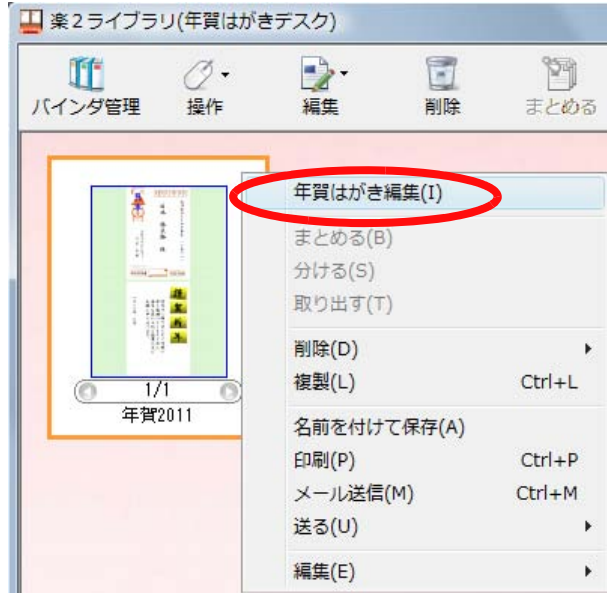 楽2ライブラリ(年賀はがきデスク)
バインダ管理 操作 編集 削除 まとめる
年賀はがき編集(I)
まとめる(B)
分ける(S)
取り出す(T)
削除(D)
複製(L) Ctrl+L
名前を付けて保存(A)
印刷(P) Ctrl+P
メール送信(M) Ctrl+M
送る(U)
編集(E)
謹賀新年
1/1
年賀2011